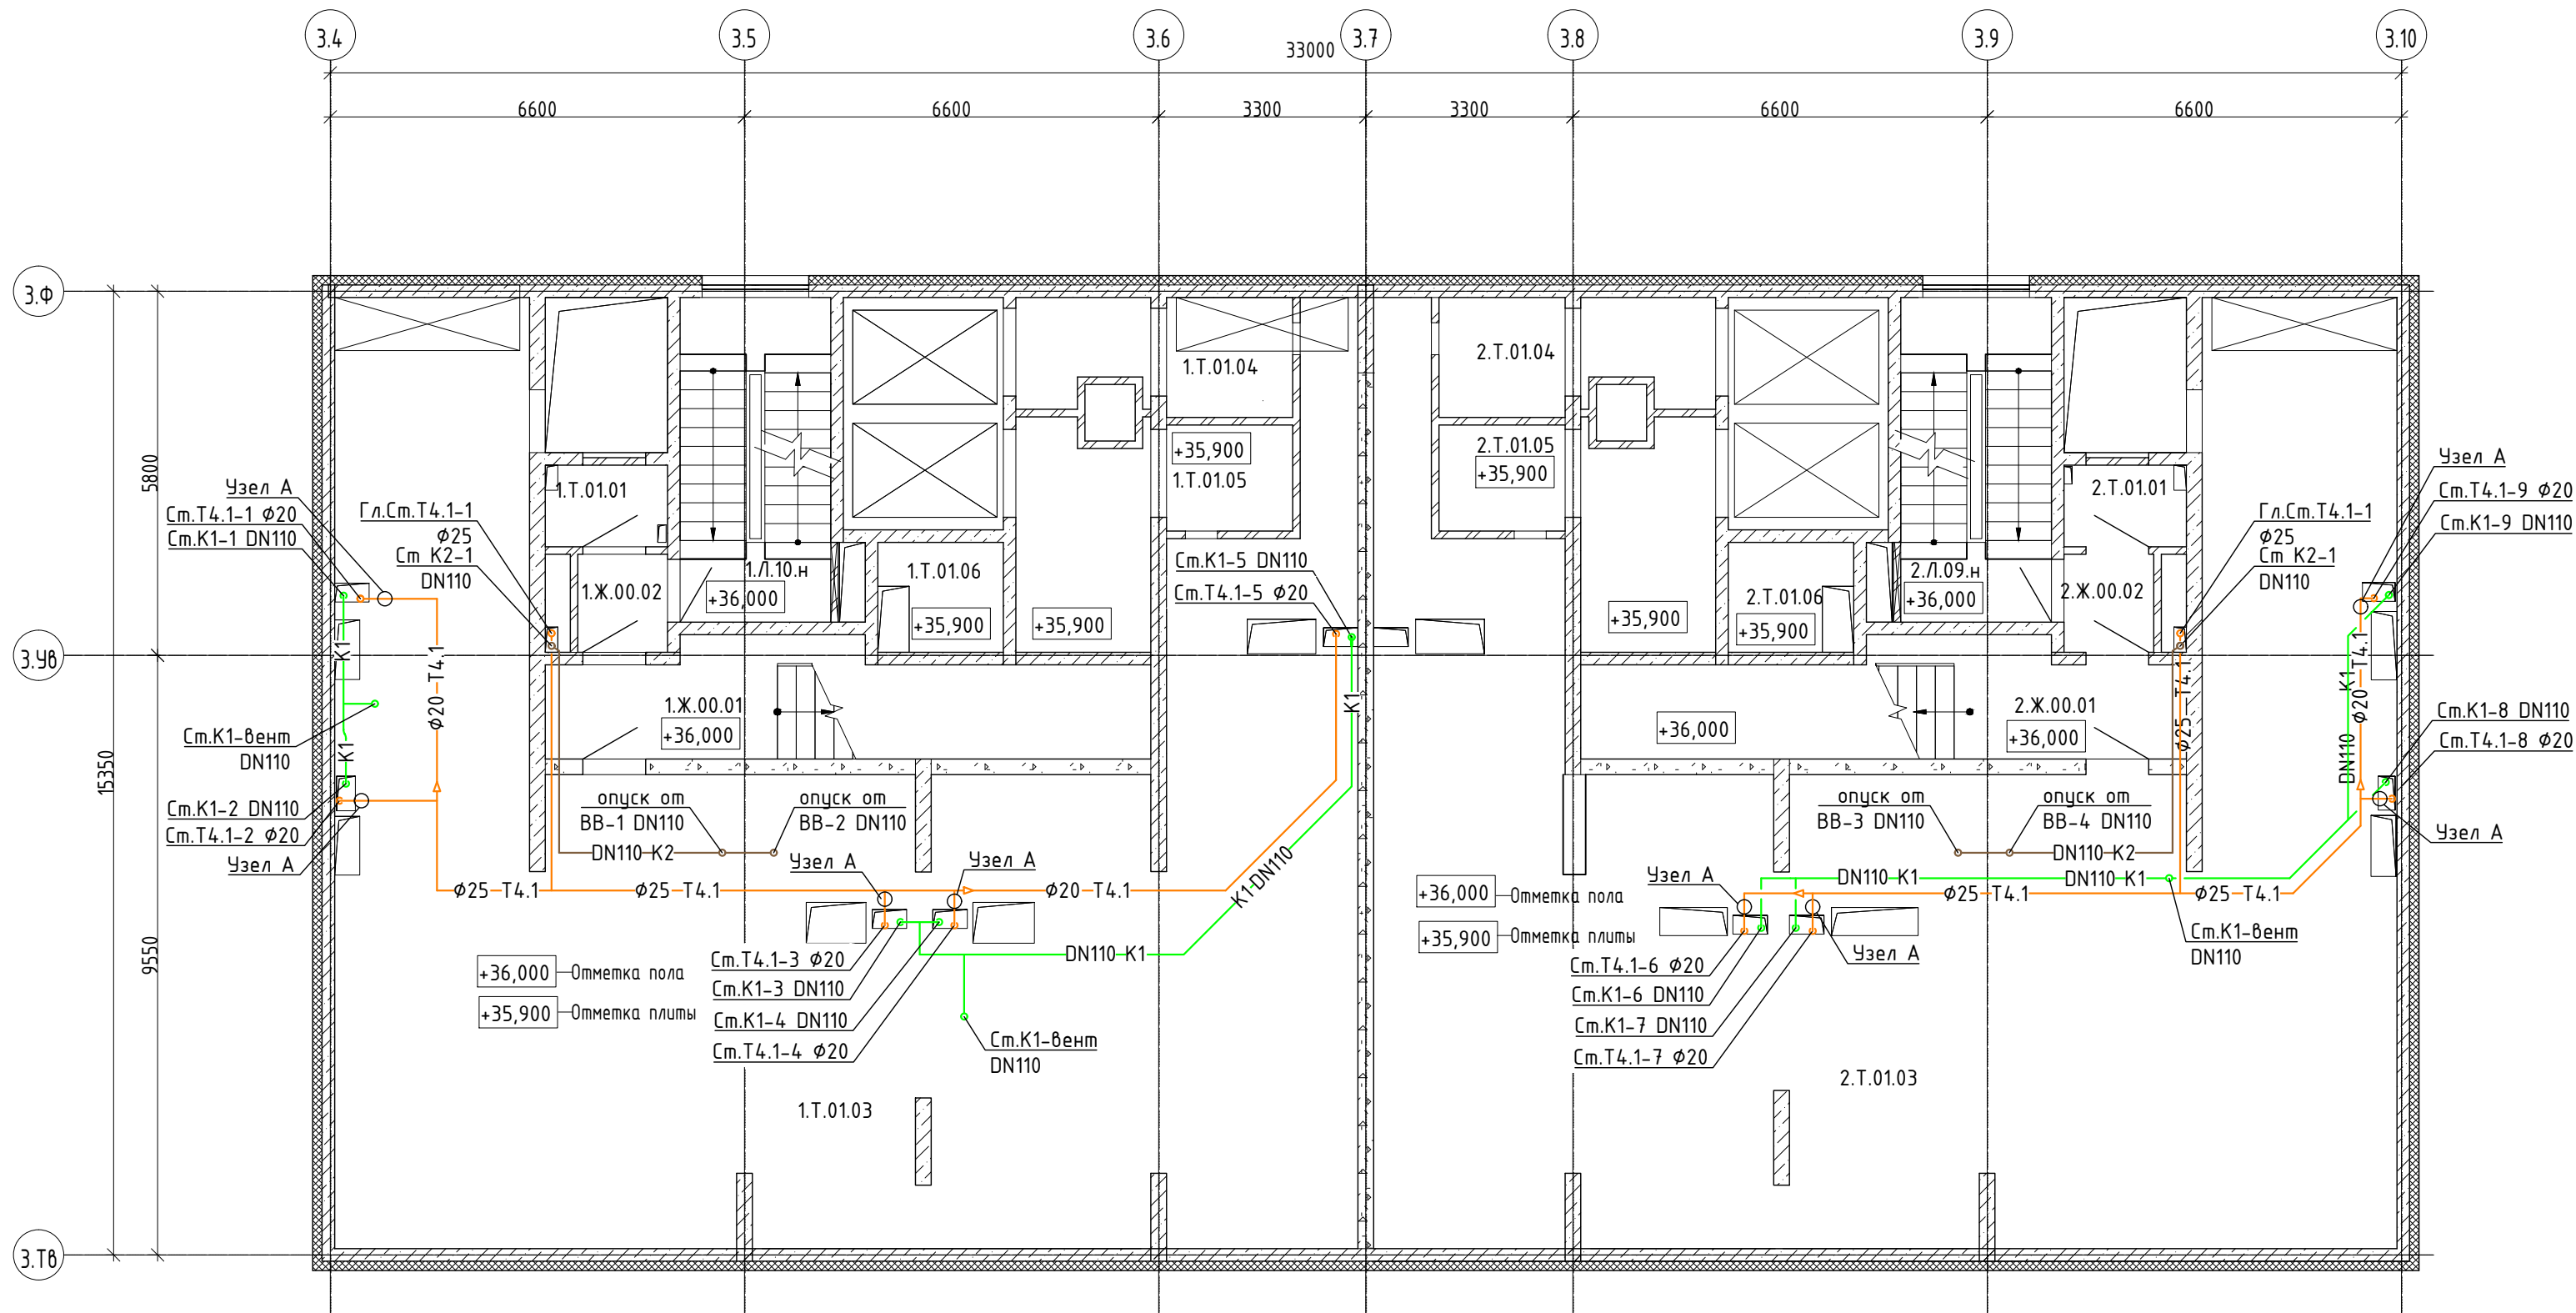 3.4
3.5
3.6
3.7
3.8
3.9
3.10
33000
6600
6600
3300
3300
6600
6600
3.Ф
3.Ув
3.Тв
5800
15350
9550
1.Т.01.04
2.Т.01.04
+35,900
1.Т.01.05
2.Т.01.05
+35,900
1.Т.01.01
2.Т.01.01
Узел А
Ст.Т4.1-1 Ф20
Ст.К1-1 DN110
Гл.Ст.Т4.1-1
Ф25
Ст К2-1
DN110
1.Ж.00.02
1.Л.10.н
+36,000
1.Т.01.06
+35,900
+35,900
Ст.К1-5 DN110
Ст.Т4.1-5 Ф20
+35,900
2.Т.01.06
+35,900
2.Л.09.н
+36,000
2.Ж.00.02
Гл.Ст.Т4.1-1
Ф25
Ст К2-1
DN110
Узел А
Ст.Т4.1-9 Ф20
Ст.К1-9 DN110
К1
Ф20 Т4.1
К1
К1
Ст.К1-вент
DN110
1.Ж.00.01
+36,000
+36,000
2.Ж.00.01
+36,000
Ф25 Т4.1
DN110 К1
Ф20 Т4.1
Ст.К1-8 DN110
Ст.Т4.1-8 Ф20
Узел А
Ст.К1-2 DN110
Ст.Т4.1-2 Ф20
Узел А
опуск от
ВВ-1 DN110
опуск от
ВВ-2 DN110
DN110 К2
Узел А
Узел А
Ф25 Т4.1
Ф25 Т4.1
Ф20 Т4.1
К1 DN110
опуск от
ВВ-3 DN110
опуск от
ВВ-4 DN110
DN110 К2
Узел А
DN110 К1
DN110 К1
Ф25 Т4.1
Ф25 Т4.1
+36,000
Отметка пола
+35,900
Отметка плиты
DN110 К1
+36,000
Отметка пола
+35,900
Отметка плиты
Ст.Т4.1-3 Ф20
Ст.К1-3 DN110
Ст.К1-4 DN110
Ст.Т4.1-4 Ф20
Ст.К1-вент
DN110
Узел А
Ст.Т4.1-6 Ф20
Ст.К1-6 DN110
Ст.К1-7 DN110
Ст.Т4.1-7 Ф20
Ст.К1-вент
DN110
1.Т.01.03
2.Т.01.03